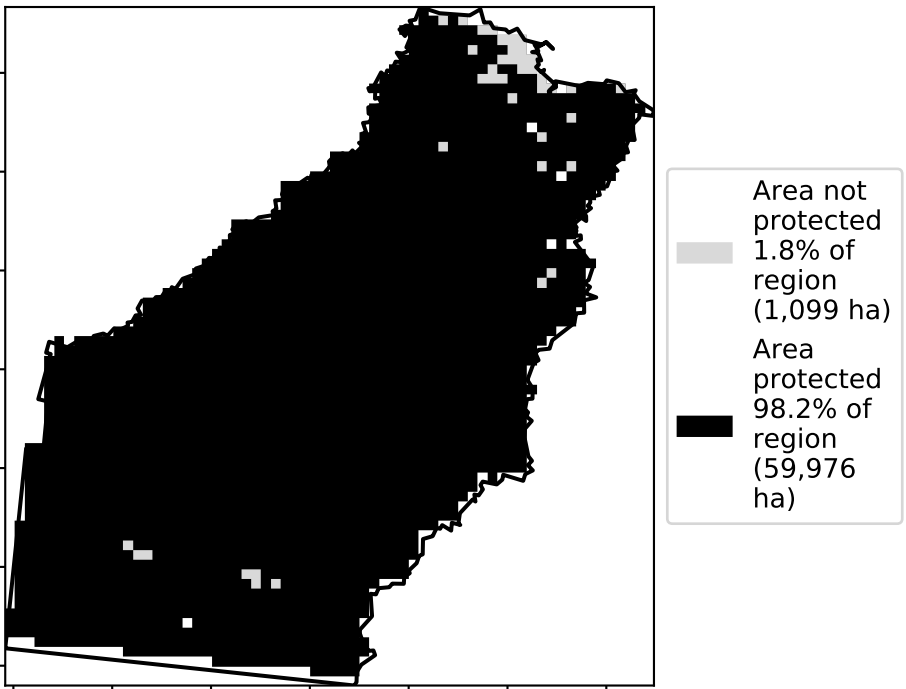 Area not
protected
1.8% of
region
(1,099 ha)
Area
protected
98.2% of
region
(59,976
ha)